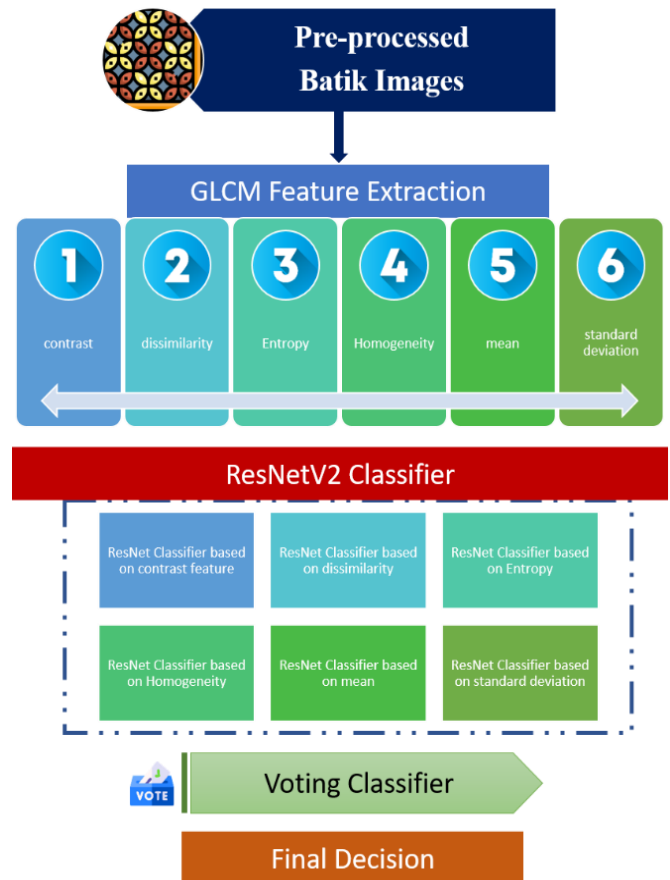 Pre-processed
Batik Images
GLCM Feature Extraction
1
2
3
4
5
6
contrast
dissimilarity
Entropy
Homogeneity
mean
standard
deviation
ResNetV2 Classifier
ResNet Classifier based
on contrast feature
ResNet Classifier based
on dissimilarity
ResNet Classifier based
on Entropy
ResNet Classifier based
on Homogeneity
ResNet Classifier based
on mean
ResNet Classifier based
on standard deviation
VOTE
Voting Classifier
Final Decision